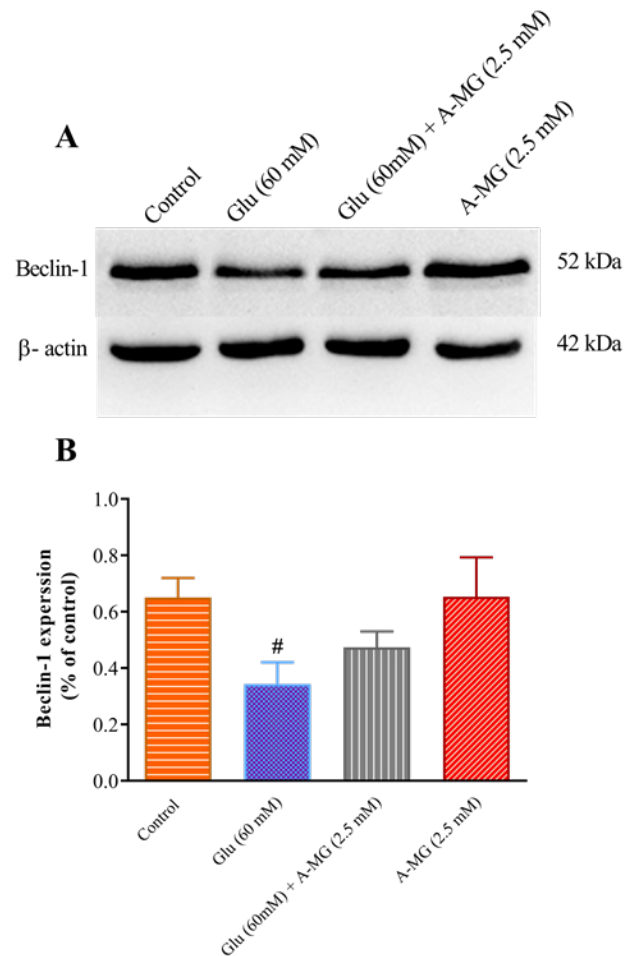 A
Control
Glu (60 mM)
Glu (60mM) + A-MG (2.5 mM)
A-MG (2.5 mM)
Beclin-1
52 kDa
β- actin
42 kDa
B
Beclin-1 experssion
(% of control)
1.0
0.8
0.6
0.4
0.2
0.0
#
Control
Glu (60 mM)
Glu (60mM) + A-MG (2.5 mM)
A-MG (2.5 mM)